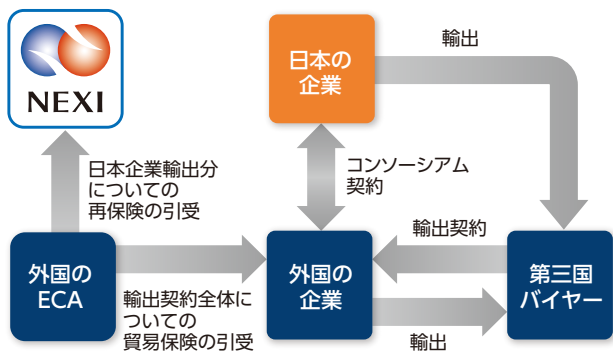 NEXI
日本の
企業
輸出
日本企業輸出分
についての
再保険の引受
コンソーシアム
契約
外国の
ECA
輸出契約全体に
ついての
貿易保険の引受
外国の
企業
輸出契約
輸出
第三国
バイヤー